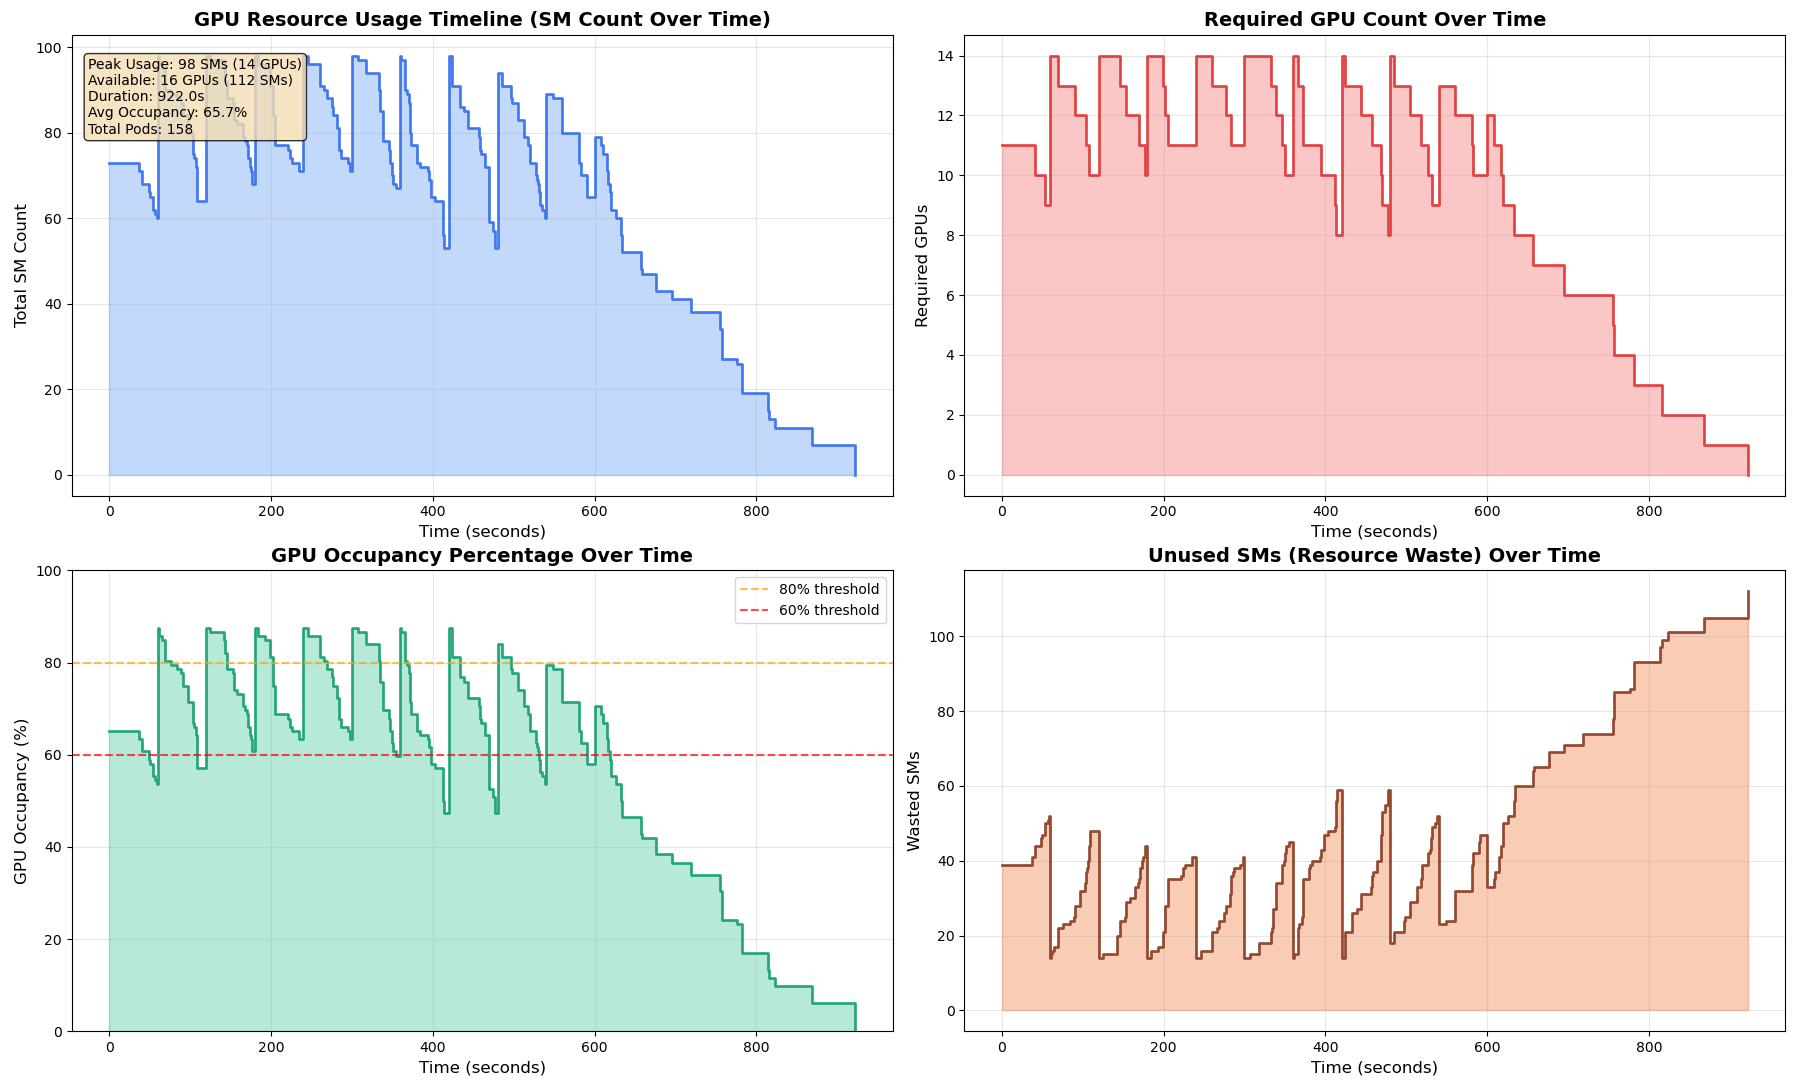 GPU Resource Usage Timeline (SM Count Over Time)
100
80
60
40
20
0
Total SM Count
Peak Usage: 98 SMs (14 GPUs)
Available: 16 GPUs (112 SMs)
Duration: 922.0s
Avg Occupancy: 65.7%
Total Pods: 158
0 200 400 600 800
Time (seconds)
Required GPU Count Over Time
14
12
10
8
6
4
2
0
Required GPUs
0 200 400 600 800
Time (seconds)
GPU Occupancy Percentage Over Time
100
80
60
40
20
0
GPU Occupancy (%)
80% threshold
60% threshold
0 200 400 600 800
Time (seconds)
Unused SMs (Resource Waste) Over Time
100
80
60
40
20
0
Wasted SMs
0 200 400 600 800
Time (seconds)